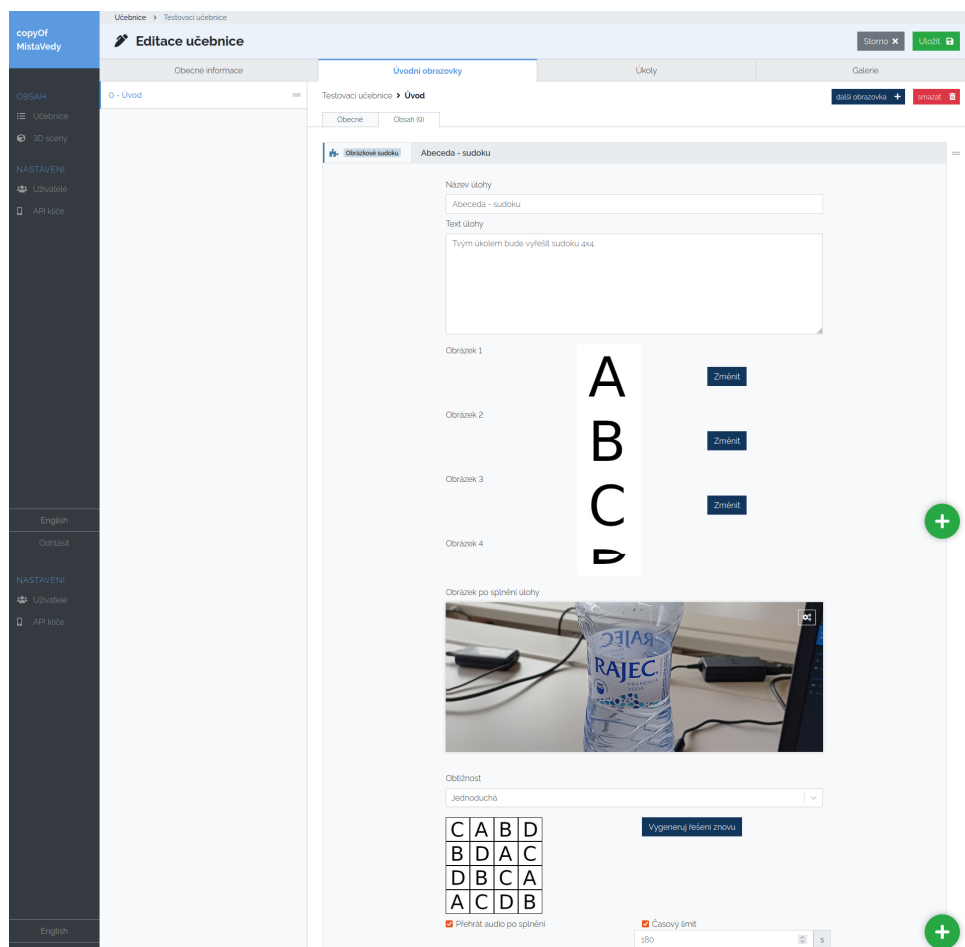 copyOf
MistaVedy
OBSAH
Učebnice
3D scény
NASTAVENÍ
Uživatelé
API klíče
English
Odhlásit
NASTAVENÍ
Uživatelé
API klíče
English
Učebnice > Testovací učebnice
Editace učebnice
Storno
Uložit
Obecné informace
Úvodní obrazovky
Úkoly
Galerie
0 - Úvod
Testovací učebnice > Úvod
další obrazovka +
smazat
Obecné
Obsah (9)
Obrázkové sudoku
Abeceda - sudoku
Název úlohy
Abeceda - sudoku
Text úlohy
Tvým úkolem bude vyřešit sudoku 4x4.
Obrázek 1
A
Změnit
Obrázek 2
B
Změnit
Obrázek 3
C
Změnit
Obrázek 4
Obrázek po splnění úlohy
RAJEC
RAJEC
PRAMENITÁ
VODA
Obtížnost
Jednoduchá
C A B D
B D A C
D B C A
A C D B
Vygeneruj řešení znovu
Přehrát audio po splnění
Časový limit
180
s